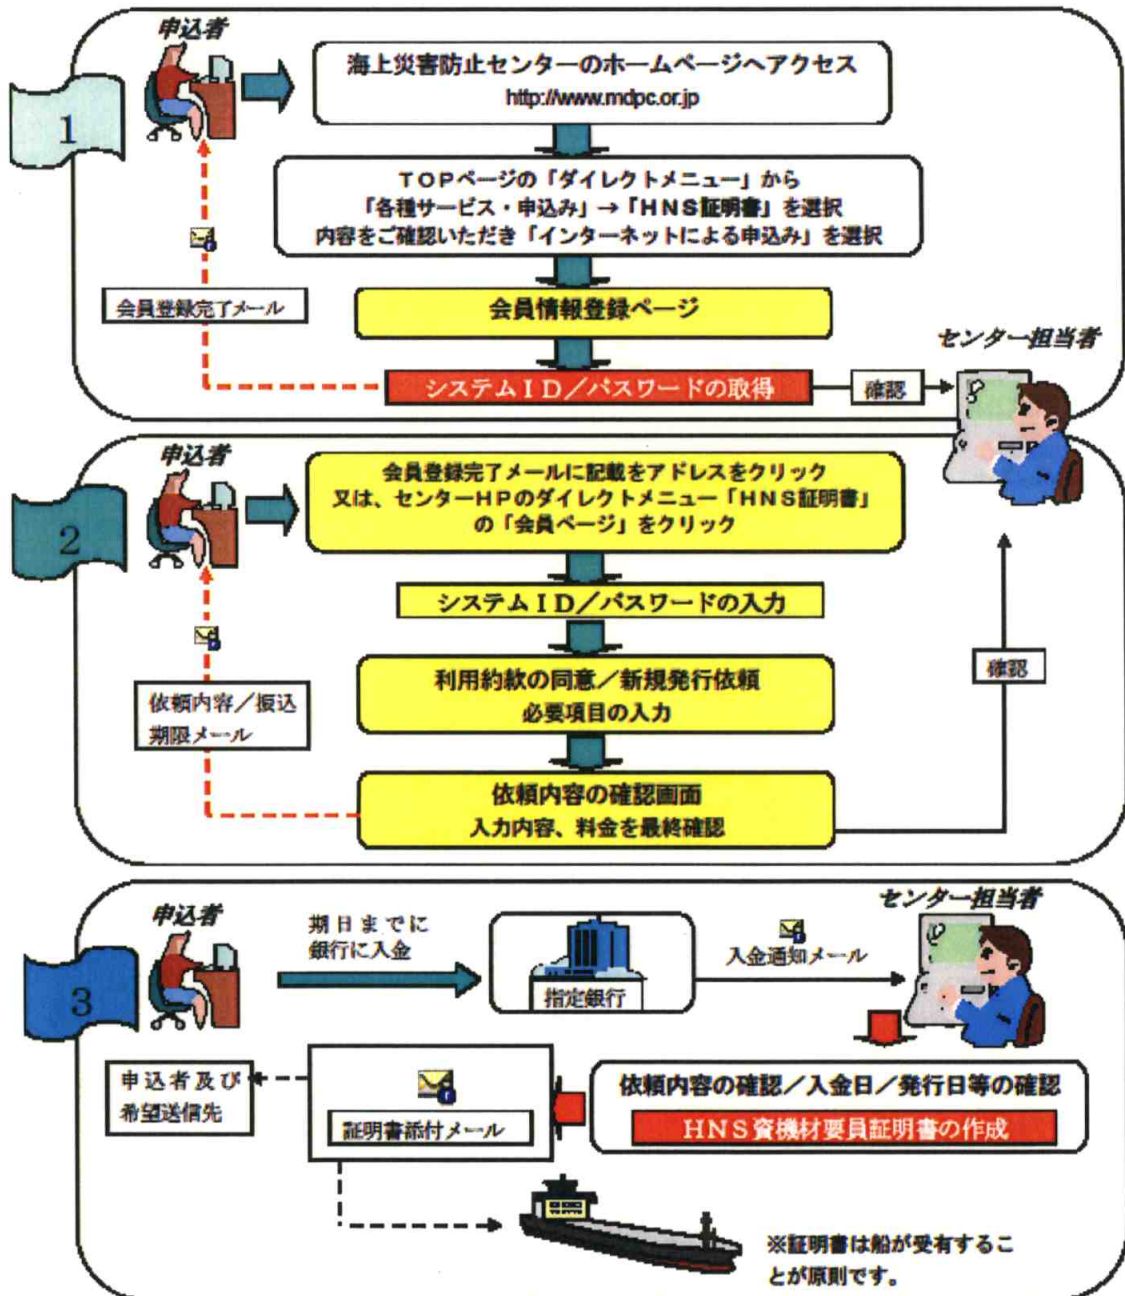 申込者
1
海上災害防止センターのホームページへアクセス
http://www.mdpc.or.jp
TOPページの「ダイレクトメニュー」から
「各種サービス・申込み」→「HNS証明書」を選択
内容をご確認いただき「インターネットによる申込み」を選択
会員登録完了メール
会員情報登録ページ
システムID/パスワードの取得
確認
センター担当者
申込者
2
会員登録完了メールに記載をアドレスをクリック
又は、センターHPのダイレクトメニュー「HNS証明書」
の「会員ページ」をクリック
システムID/パスワードの入力
利用約款の同意/新規発行依頼
必要項目の入力
確認
依頼内容/振込
期限メール
依頼内容の確認画面
入力内容、料金を最終確認
申込者
3
期日までに
銀行に入金
指定銀行
入金通知メール
センター担当者
申込者及び
希望送信先
証明書添付メール
依頼内容の確認/入金日/発行日等の確認
HNS資機材要員証明書の作成
※証明書は船が受有するこ
とが原則です。